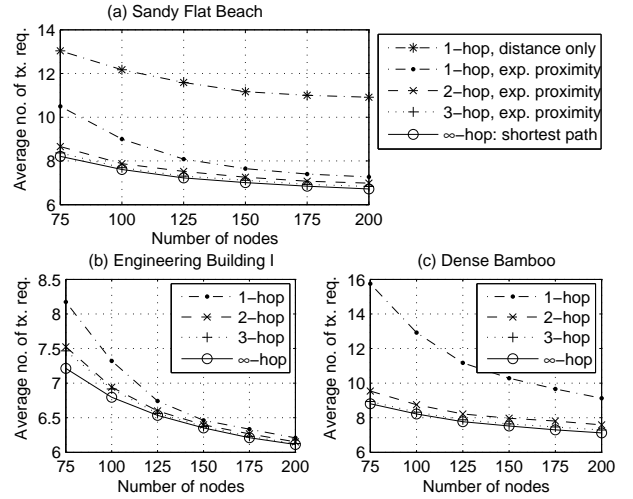 (a) Sandy Flat Beach
Average no. of tx. req.
14
12
10
8
6
75
100
125
150
175
200
Number of nodes
1-hop, distance only
1-hop, exp. proximity
2-hop, exp. proximity
3-hop, exp. proximity
∞-hop: shortest path
(b) Engineering Building I
Average no. of tx. req.
8.5
8
7.5
7
6.5
6
75
100
125
150
175
200
Number of nodes
1-hop
2-hop
3-hop
∞-hop
(c) Dense Bamboo
Average no. of tx. req.
16
14
12
10
8
6
75
100
125
150
175
200
Number of nodes
1-hop
2-hop
3-hop
∞-hop